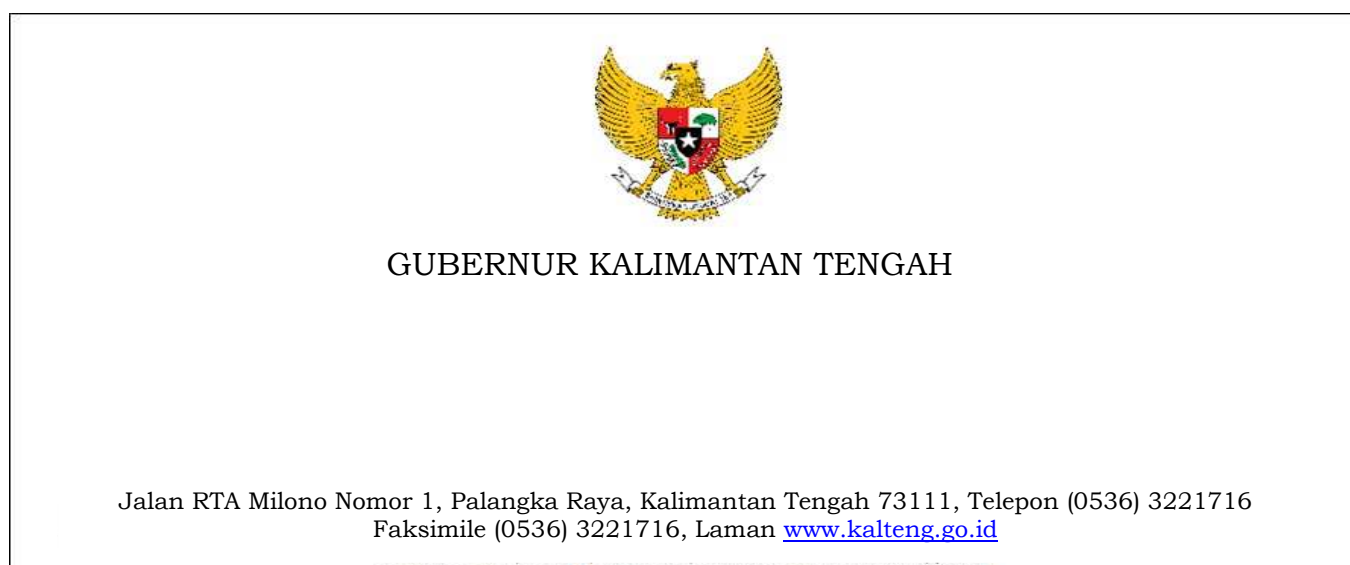 GUBERNUR KALIMANTAN TENGAH
Jalan RTA Milono Nomor 1, Palangka Raya, Kalimantan Tengah 73111, Telepon (0536) 3221716
Faksimile (0536) 3221716, Laman www.kalteng.go.id